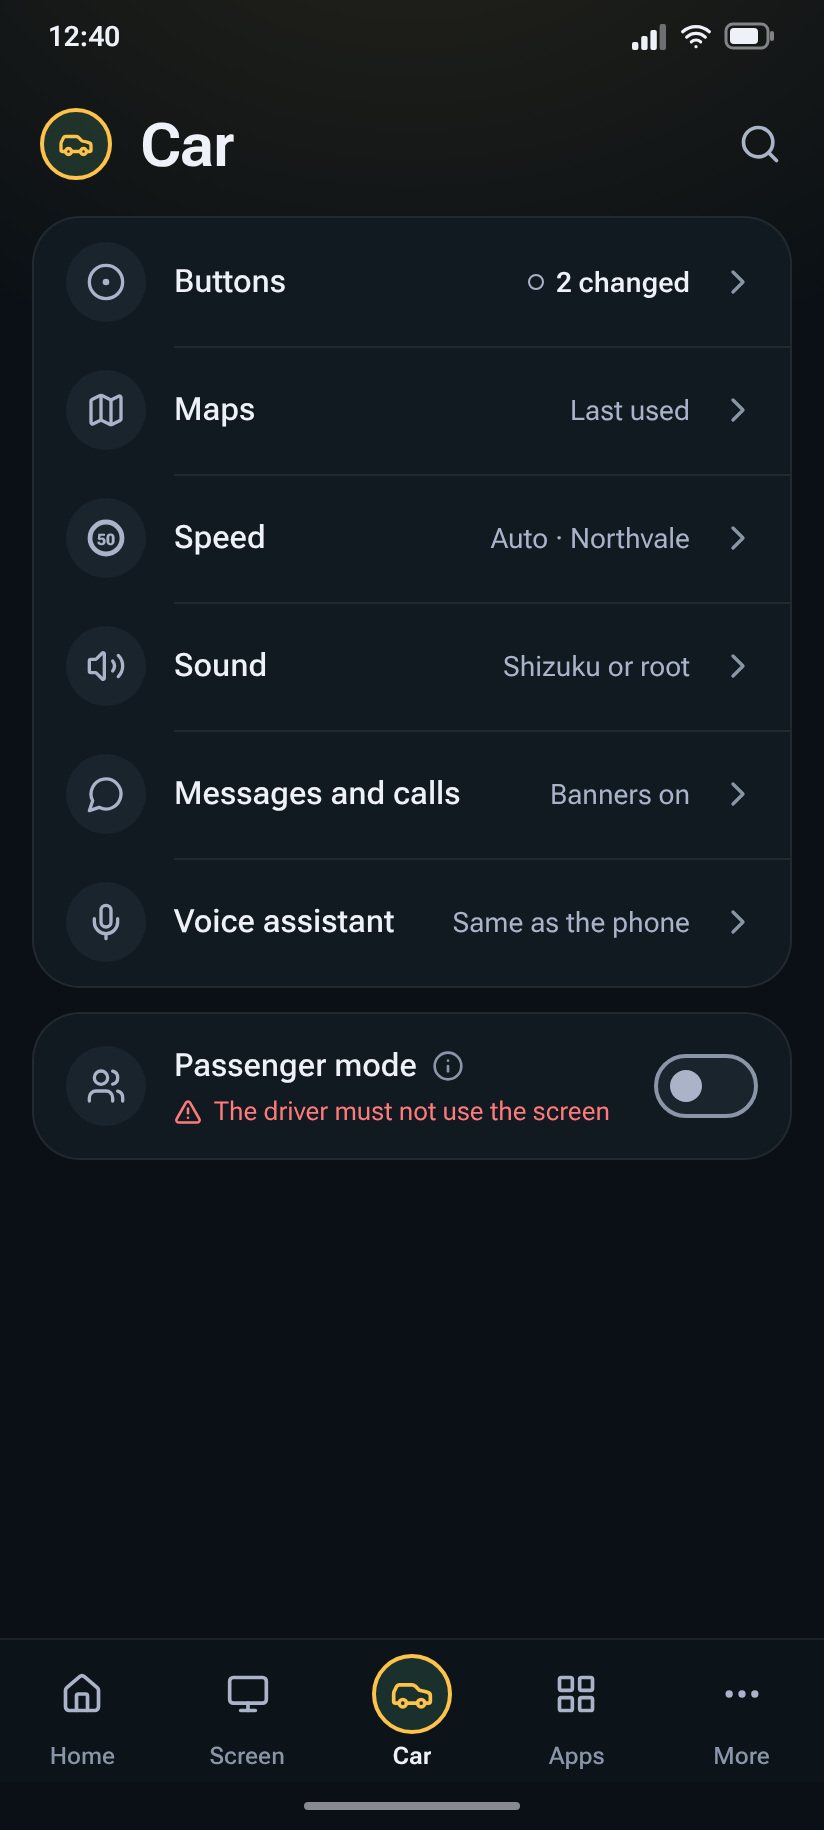 12:40
Car
Buttons
2 changed
Maps
Last used
50
Speed
Auto · Northvale
Sound
Shizuku or root
Messages and calls
Banners on
Voice assistant
Same as the phone
Passenger mode
The driver must not use the screen
Home
Screen
Car
Apps
More